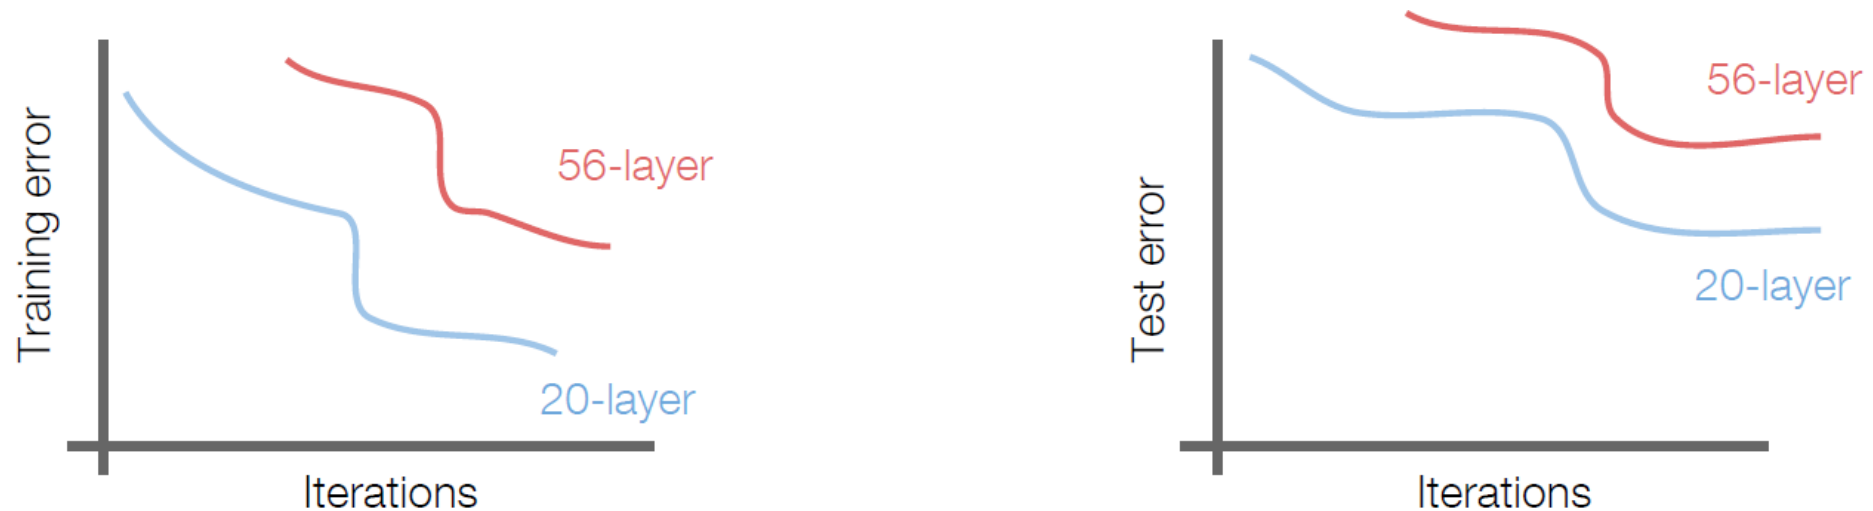 Training error
56-layer
20-layer
Iterations
Test error
56-layer
20-layer
Iterations